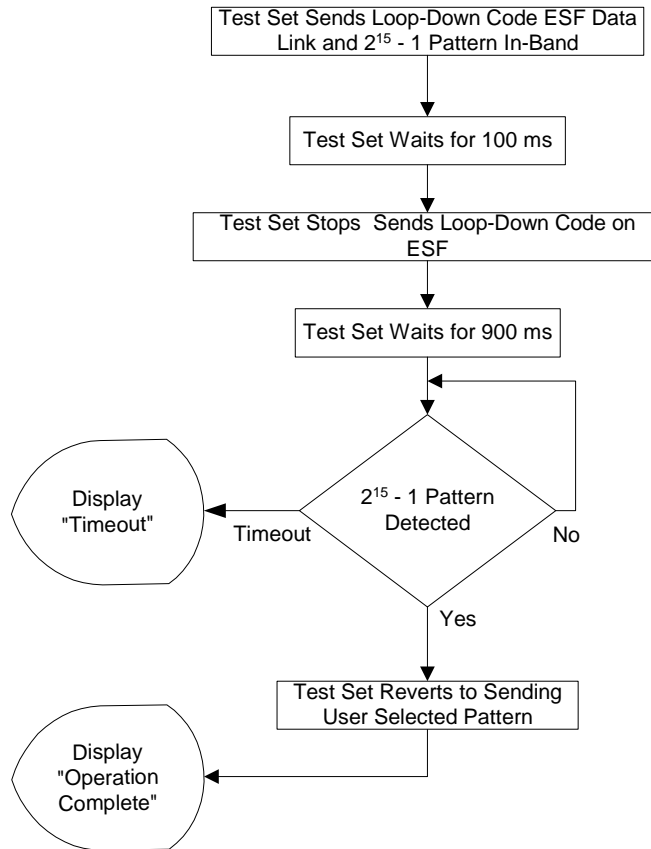 Test Set Sends Loop-Down Code ESF Data
Link and 2¹⁵ - 1 Pattern In-Band
Test Set Waits for 100 ms
Test Set Stops  Sends Loop-Down Code on
ESF
Test Set Waits for 900 ms
2¹⁵ - 1 Pattern
Detected
Display
"Timeout"
Timeout
No
Yes
Test Set Reverts to Sending
User Selected Pattern
Display
"Operation
Complete"